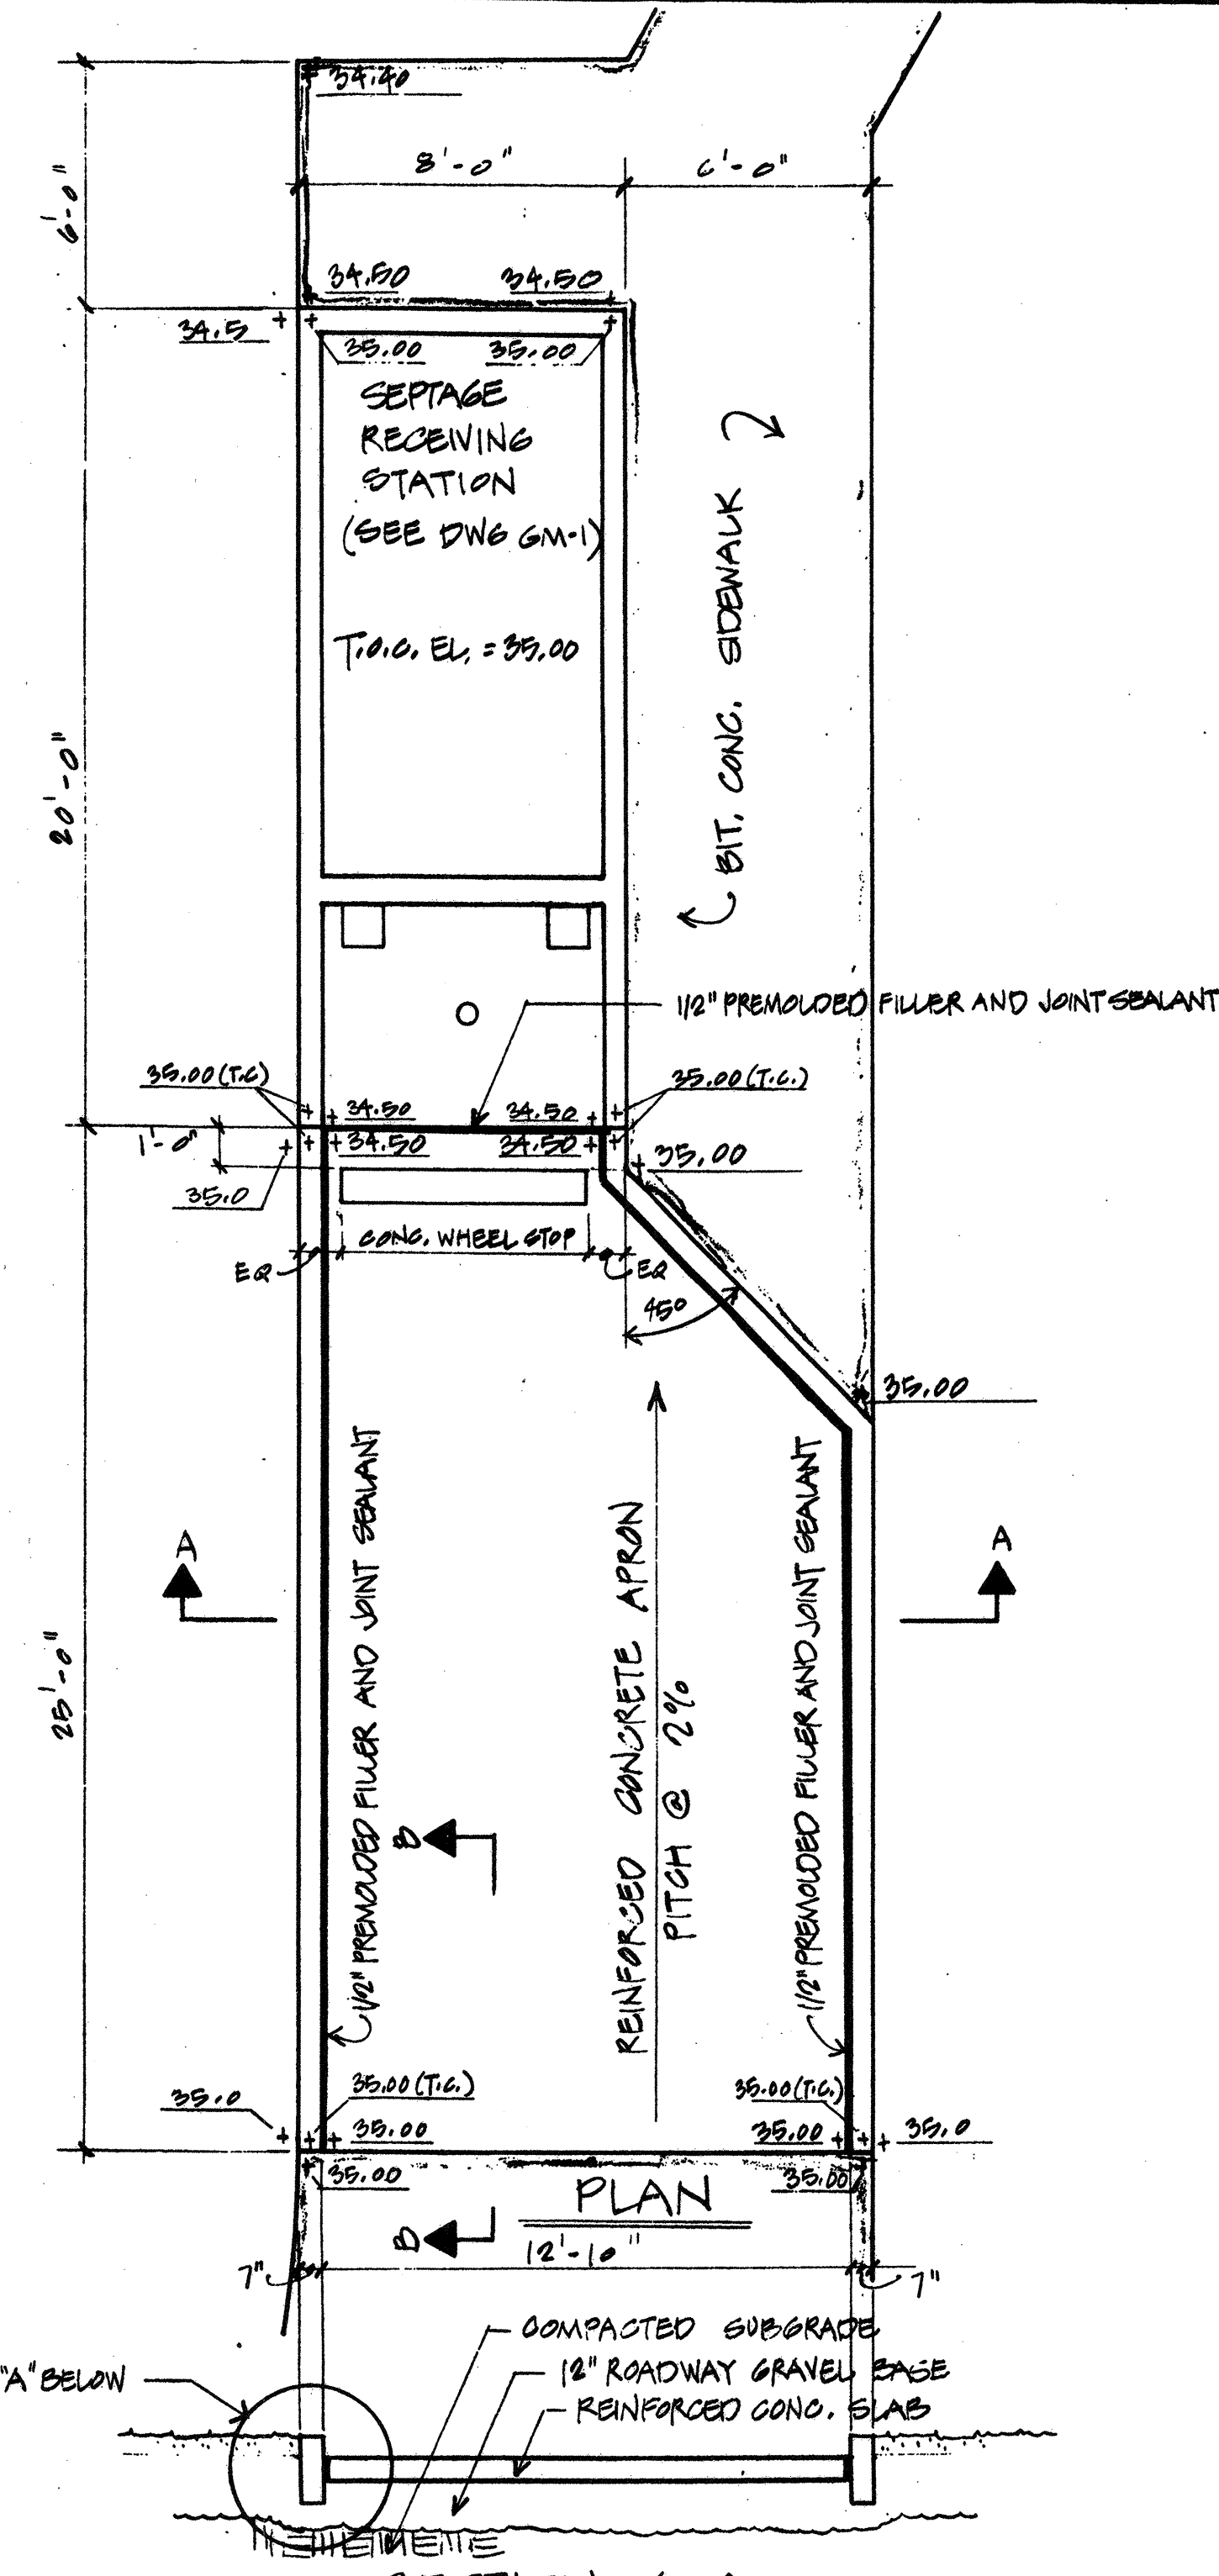 34.40
8'-0"
6'-0"
6'-0"
34.50
34.50
34.5
35.00
35.00
SEPTAGE
RECEIVING
STATION
(SEE DWG GM-1)
T.O.C. EL. = 35.00
BIT. CONC. SIDEWALK
20'-0"
1/2" PREMOLDED FILLER AND JOINT SEALANT
35.00 (T.C.)
35.00 (T.C.)
34.50
34.50
1'-0"
34.50
34.50
35.00
35.0
CONC. WHEEL STOP
EQ
EQ
45°
35.00
A
A
1/2" PREMOLDED FILLER AND JOINT SEALANT
REINFORCED CONCRETE APRON
PITCH @ 2%
1/2" PREMOLDED FILLER AND JOINT SEALANT
25'-0"
B
35.0
35.00 (T.C.)
35.00 (T.C.)
35.00
35.00
35.0
35.00
35.00
PLAN
B
12'-10"
7"
7"
COMPACTED SUBGRADE
"A" BELOW
12" ROADWAY GRAVEL BASE
REINFORCED CONC. SLAB